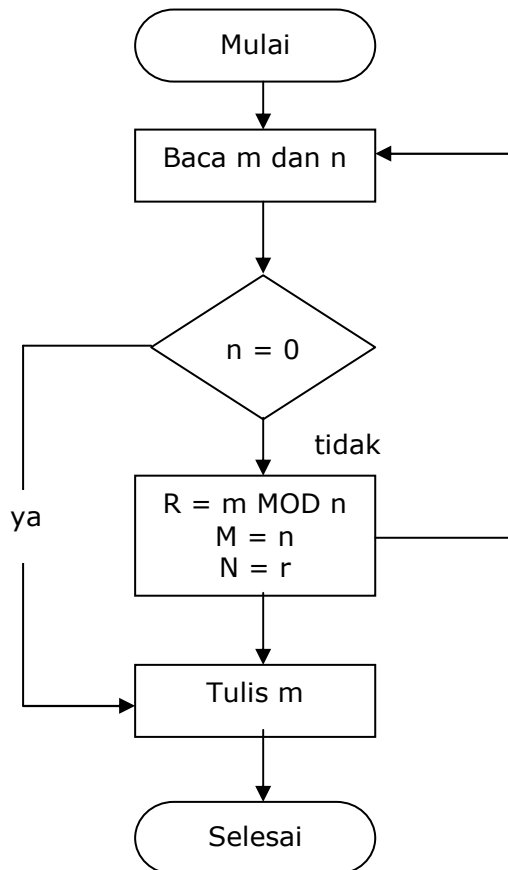 Mulai
Baca m dan n
n = 0
tidak
R = m MOD n
M = n
N = r
ya
Tulis m
Selesai